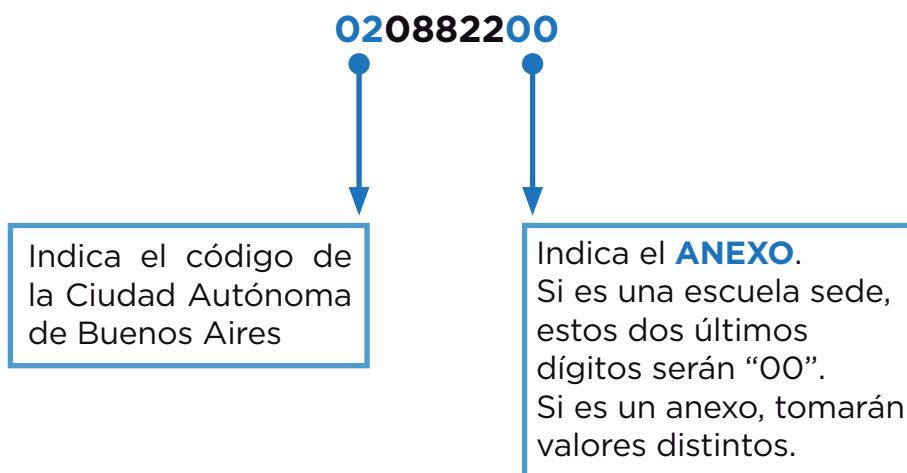 020882200
Indica el código de
la Ciudad Autónoma
de Buenos Aires
Indica el ANEXO.
Si es una escuela sede,
estos dos últimos
dígitos serán “00”.
Si es un anexo, tomarán
valores distintos.